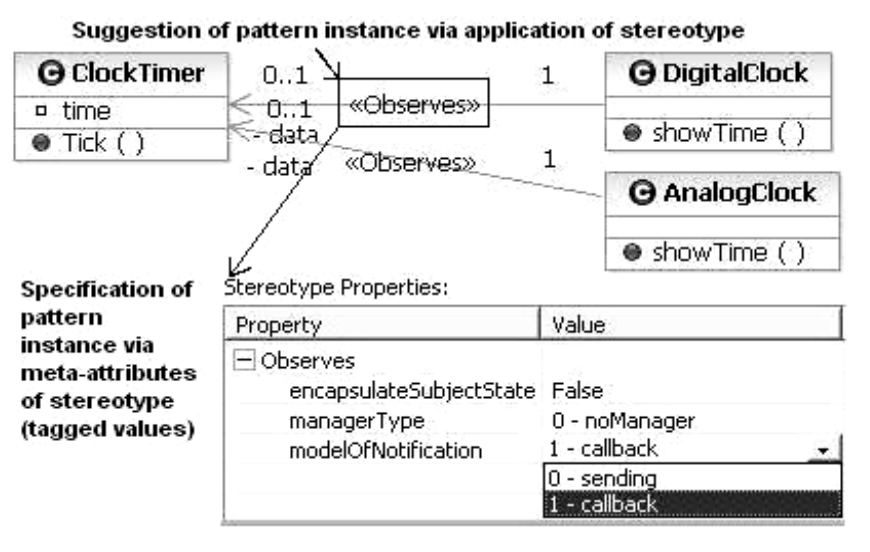 Suggestion of pattern instance via application of stereotype
C ClockTimer
time
Tick ( )
0..1
0..1
- data
- data
«Observes»
«Observes»
1
1
C DigitalClock
showTime ( )
C AnalogClock
showTime ( )
Specification of
pattern
instance via
meta-attributes
of stereotype
(tagged values)
Stereotype Properties:
Property Value
Observes
encapsulateSubjectState False
managerType 0 - noManager
modelOfNotification 1 - callback
0 - sending
1 - callback